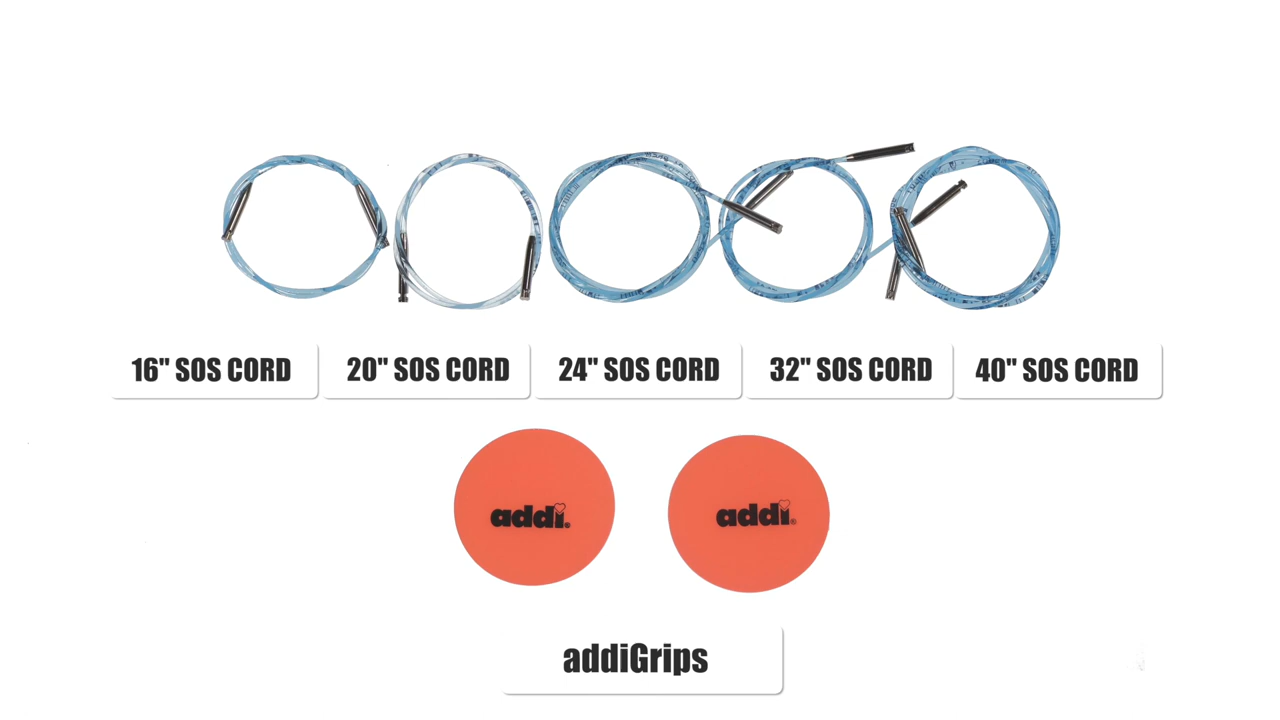 16" SOS CORD
20" SOS CORD
24" SOS CORD
32" SOS CORD
40" SOS CORD
addi®
addi®
addiGrips